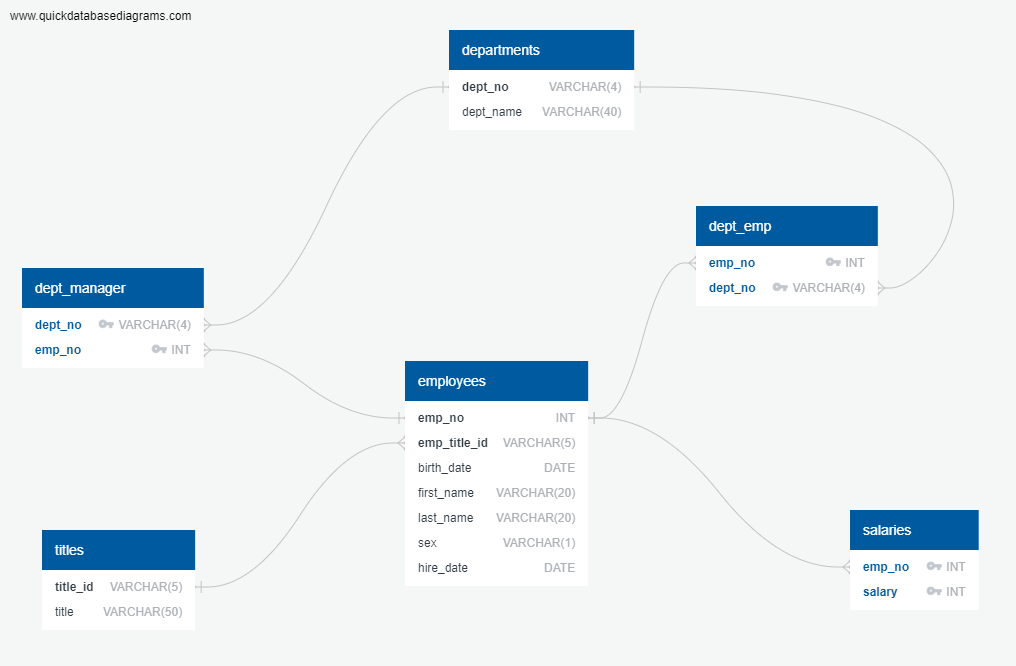 www.quickdatabasediagrams.com
departments
dept_no VARCHAR(4)
dept_name VARCHAR(40)
dept_emp
emp_no INT
dept_no VARCHAR(4)
dept_manager
dept_no VARCHAR(4)
emp_no INT
employees
emp_no INT
emp_title_id VARCHAR(5)
birth_date DATE
first_name VARCHAR(20)
last_name VARCHAR(20)
sex VARCHAR(1)
hire_date DATE
titles
title_id VARCHAR(5)
title VARCHAR(50)
salaries
emp_no INT
salary INT